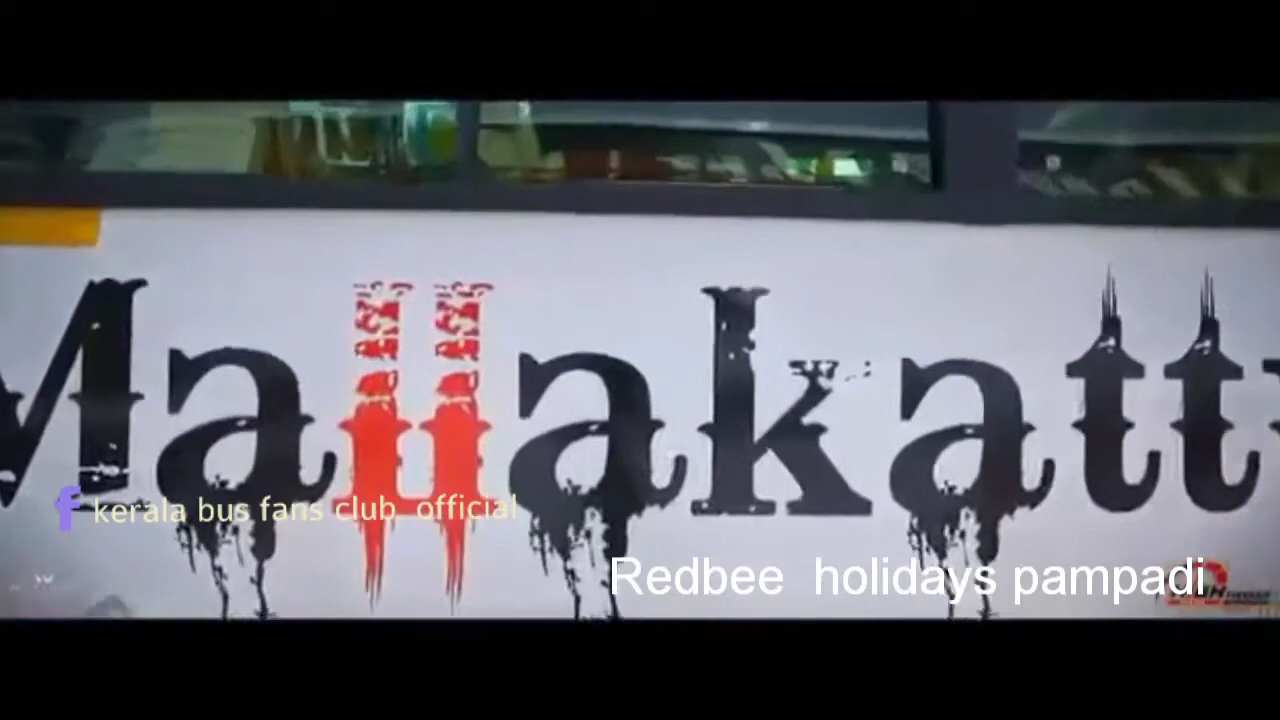 Mallakatt
f kerala bus fans club official
Redbee holidays pampadi